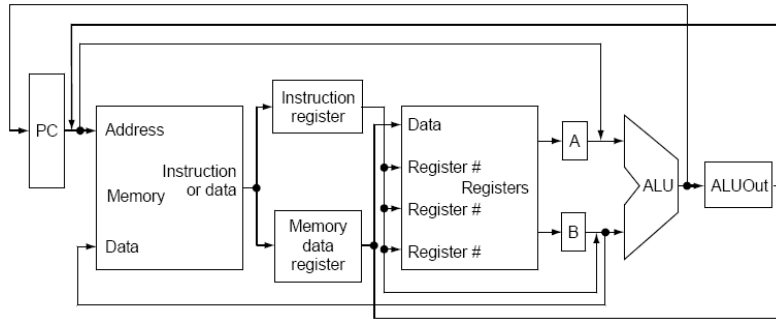 PC
Address
Memory
Data
Instruction
or data
Instruction
register
Memory
data
register
Data
Register #
Registers
Register #
Register #
A
B
ALU
ALUOut